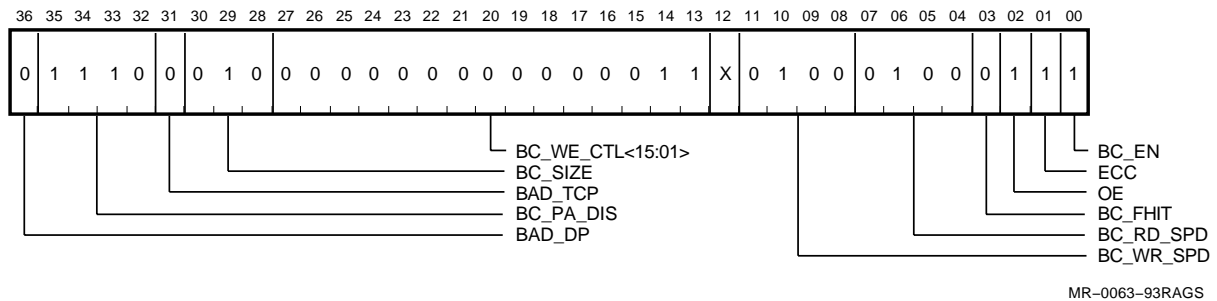 36 35 34 33 32 31 30 29 28 27 26 25 24 23 22 21 20 19 18 17 16 15 14 13 12 11 10 09 08 07 06 05 04 03 02 01 00
0 1 1 1 0 0 0 1 0 0 0 0 0 0 0 0 0 0 0 0 0 0 1 1 X 0 1 0 0 0 1 0 0 0 1 1 1
BC_WE_CTL<15:01> BC_EN
BC_SIZE ECC
BAD_TCP OE
BC_PA_DIS BC_FHIT
BAD_DP BC_RD_SPD
BC_WR_SPD
MR−0063−93RAGS